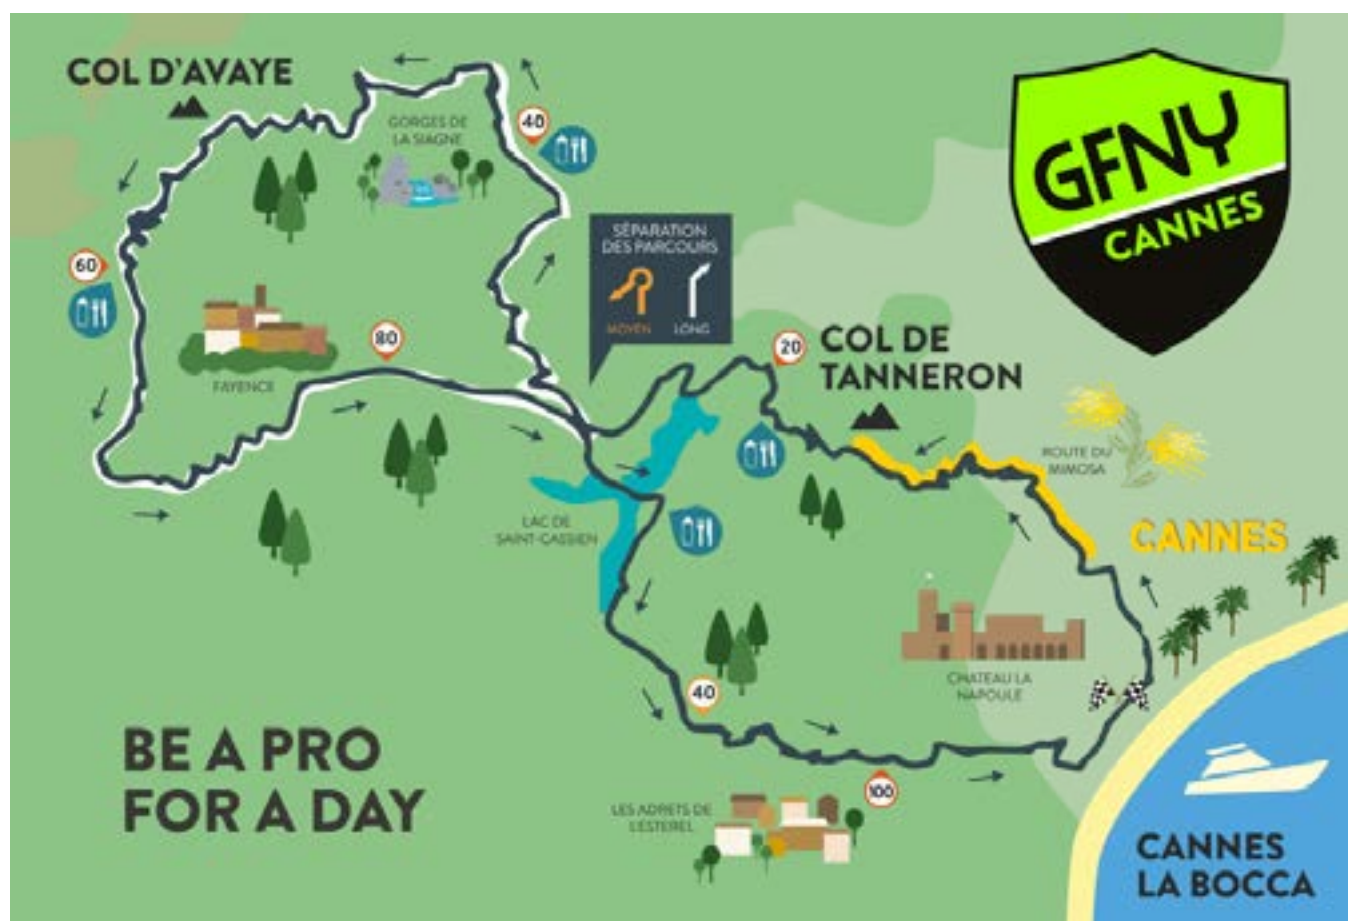 COL D'AVAYE
40
GORGES DE
LA SIAGNE
GFNY
CANNES
SÉPARATION
DES PARCOURS
MOYEN
LONG
60
FAYENCE
80
20
COL DE
TANNERON
ROUTE DU
MIMOSA
CANNES
LAC DE
SAINT-CASSIEN
CHATEAU LA
NAPOULE
40
BE A PRO
FOR A DAY
LES ADRETS DE
L'ESTEREL
100
CANNES
LA BOCCA